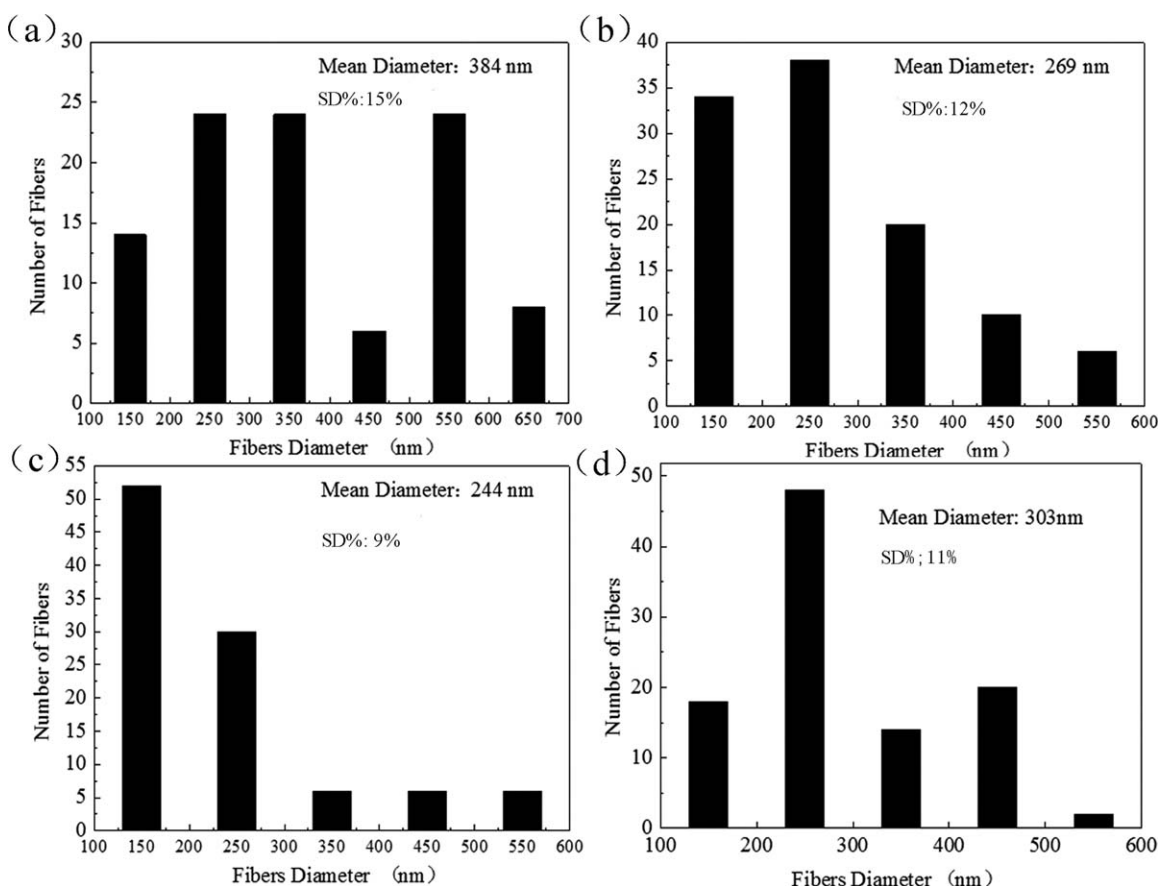 (a)
30
25
20
15
10
5
0
Number of Fibers
Mean Diameter: 384 nm
SD%:15%
100 150 200 250 300 350 400 450 500 550 600 650 700
Fibers Diameter (nm)
(b)
40
35
30
25
20
15
10
5
0
Number of Fibers
Mean Diameter: 269 nm
SD%:12%
100 150 200 250 300 350 400 450 500 550 600
Fibers Diameter (nm)
(c)
55
50
45
40
35
30
25
20
15
10
5
0
Number of Fibers
Mean Diameter: 244 nm
SD%: 9%
100 150 200 250 300 350 400 450 500 550 600
Fibers Diameter (nm)
(d)
50
40
30
20
10
0
Number of Fibers
Mean Diameter: 303nm
SD%; 11%
100 200 300 400 500 600
Fibers Diameter (nm)